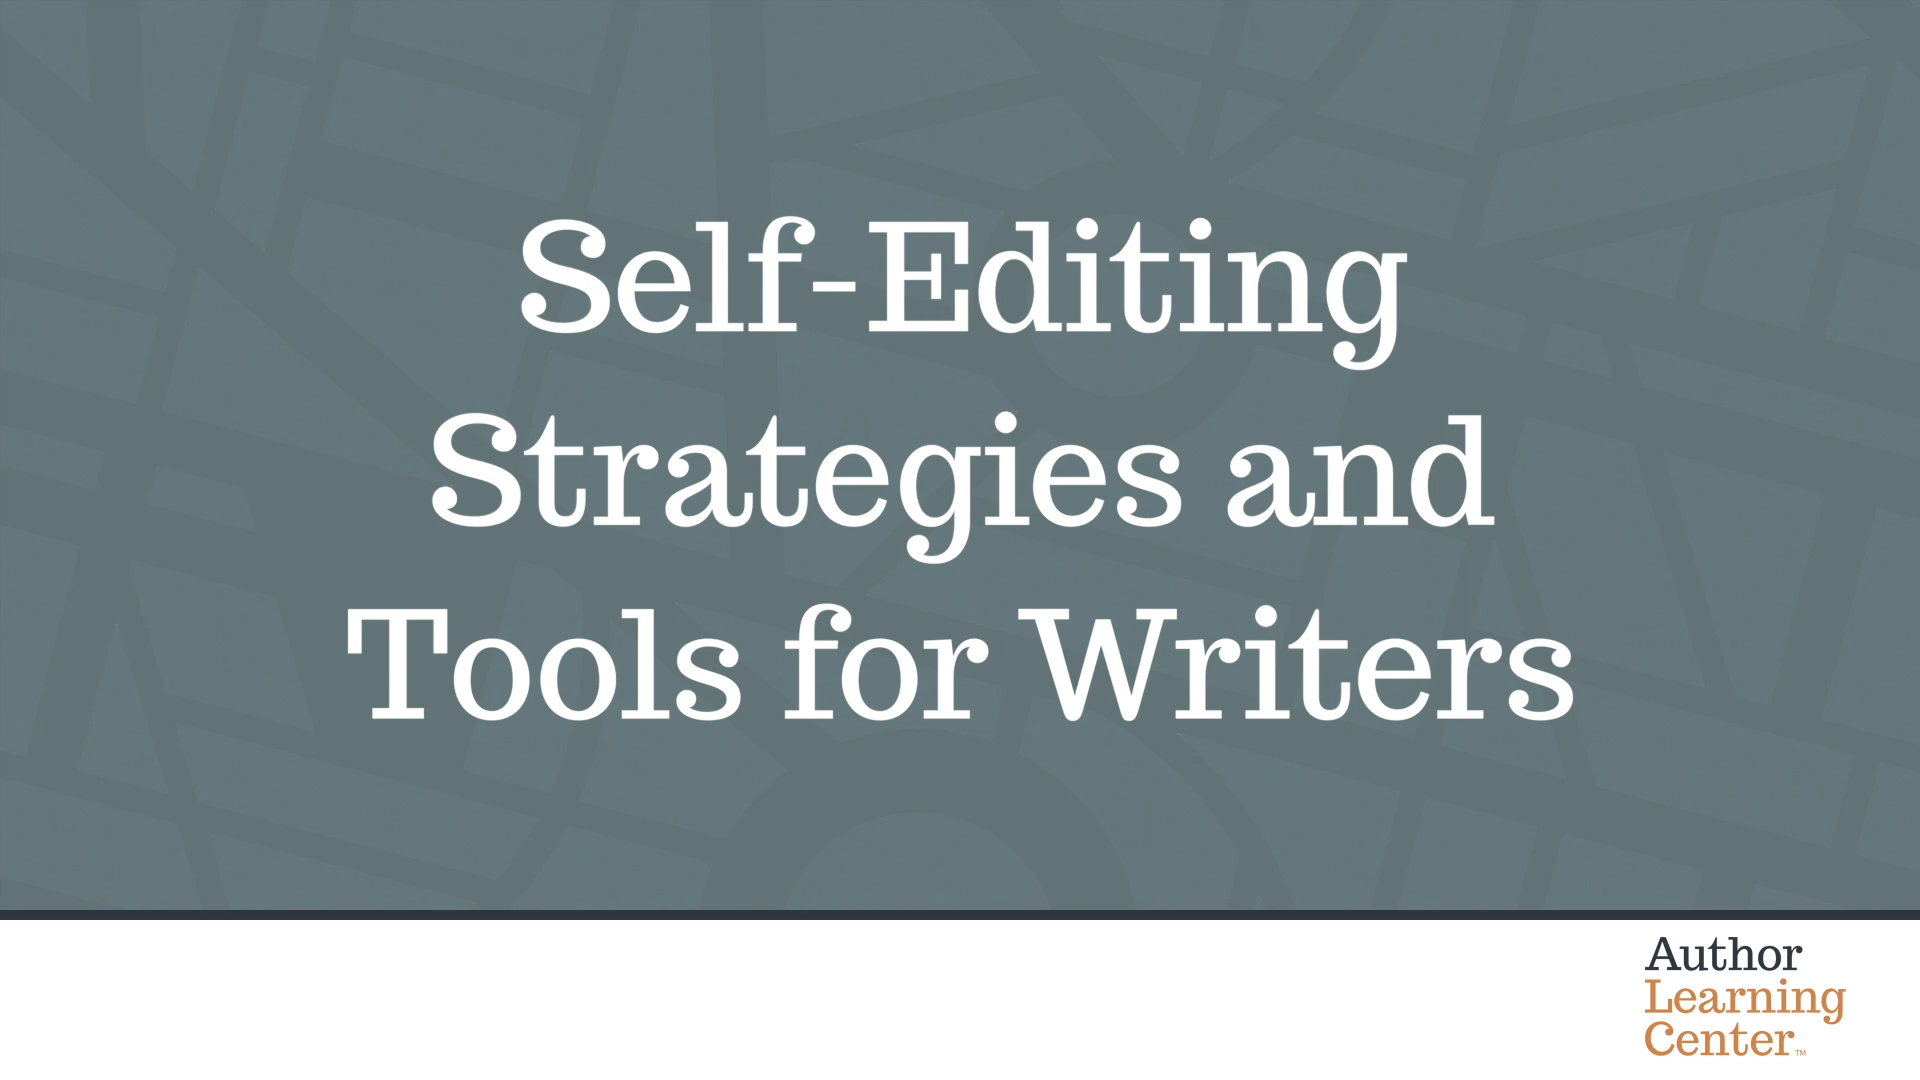 Self-Editing
Strategies and
Tools for Writers
Author
Learning
Center™